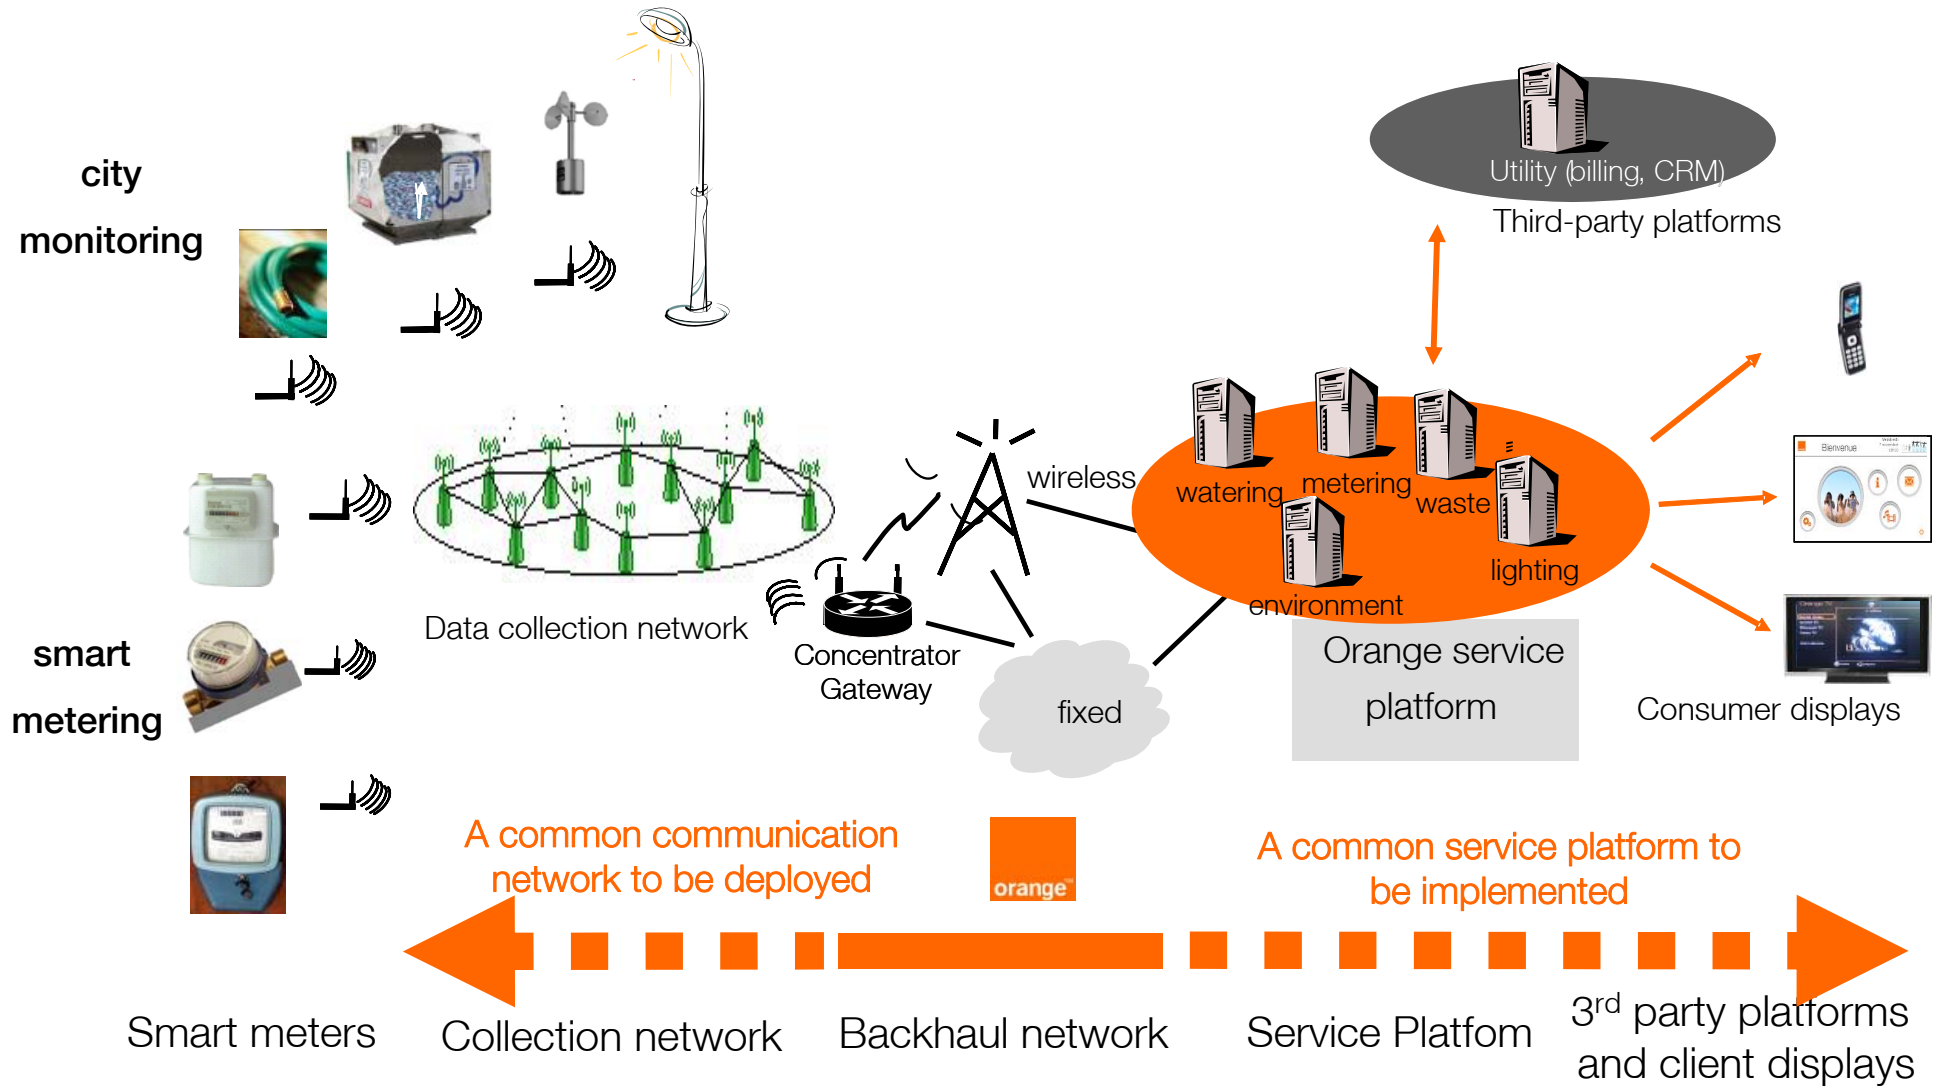 city
monitoring
Utility (billing, CRM)
Third-party platforms
wireless
watering
metering
waste
lighting
environment
Bienvenue
Data collection network
Concentrator
Gateway
fixed
Orange service
platform
Consumer displays
smart
metering
A common communication
network to be deployed
orange™
A common service platform to
be implemented
Smart meters
Collection network
Backhaul network
Service Platfom
3rd party platforms
and client displays